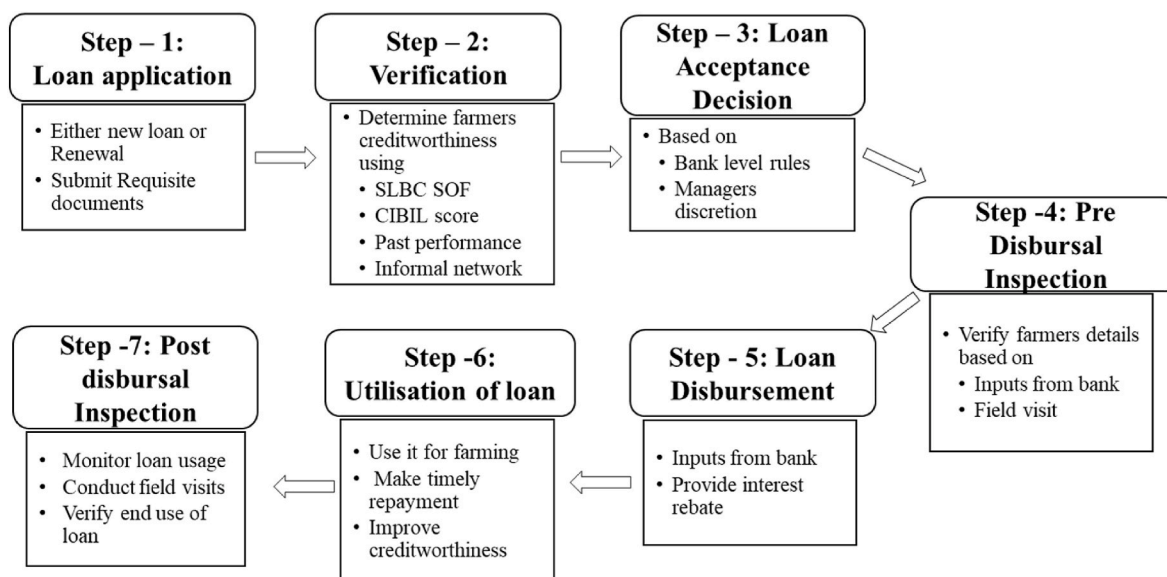 Step – 1:
Loan application
• Either new loan or
Renewal
• Submit Requisite
documents
Step – 2:
Verification
• Determine farmers
creditworthiness
using
• SLBC SOF
• CIBIL score
• Past performance
• Informal network
Step – 3: Loan
Acceptance
Decision
• Based on
• Bank level rules
• Managers
discretion
Step -4: Pre
Disbursal
Inspection
• Verify farmers details
based on
• Inputs from bank
• Field visit
Step - 5: Loan
Disbursement
• Inputs from bank
• Provide interest
rebate
Step -6:
Utilisation of loan
• Use it for farming
• Make timely
repayment
• Improve
creditworthiness
Step -7: Post
disbursal
Inspection
• Monitor loan usage
• Conduct field visits
• Verify end use of
loan